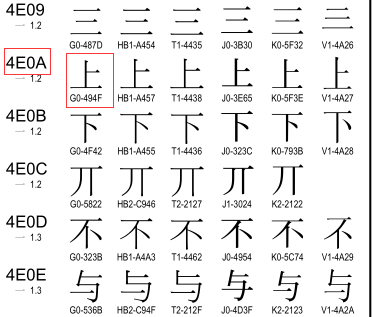 4E09 三 三 三 三 三 三
一 1.2 G0-487D HB1-A454 T1-4435 J0-3B30 K0-5F32 V1-4A26
4E0A 上 上 上 上 上 上
一 1.2 G0-494F HB1-A457 T1-4438 J0-3E65 K0-5F3E V1-4A27
4E0B 下 下 下 下 下 下
一 1.2 G0-4F42 HB1-A455 T1-4436 J0-323C K0-793B V1-4A28
4E0C 丌 丌 丌 丌 丌
一 1.2 G0-5822 HB2-C946 T2-2127 J1-3024 K2-2122
4E0D 不 不 不 不 不 不
一 1.3 G0-323B HB1-A4A3 T1-4462 J0-4954 K0-5C74 V1-4A29
4E0E 与 与 与 与 与 与
一 1.3 G0-536B HB2-C94F T2-212F J0-4D3F K2-2123 V1-4A2A